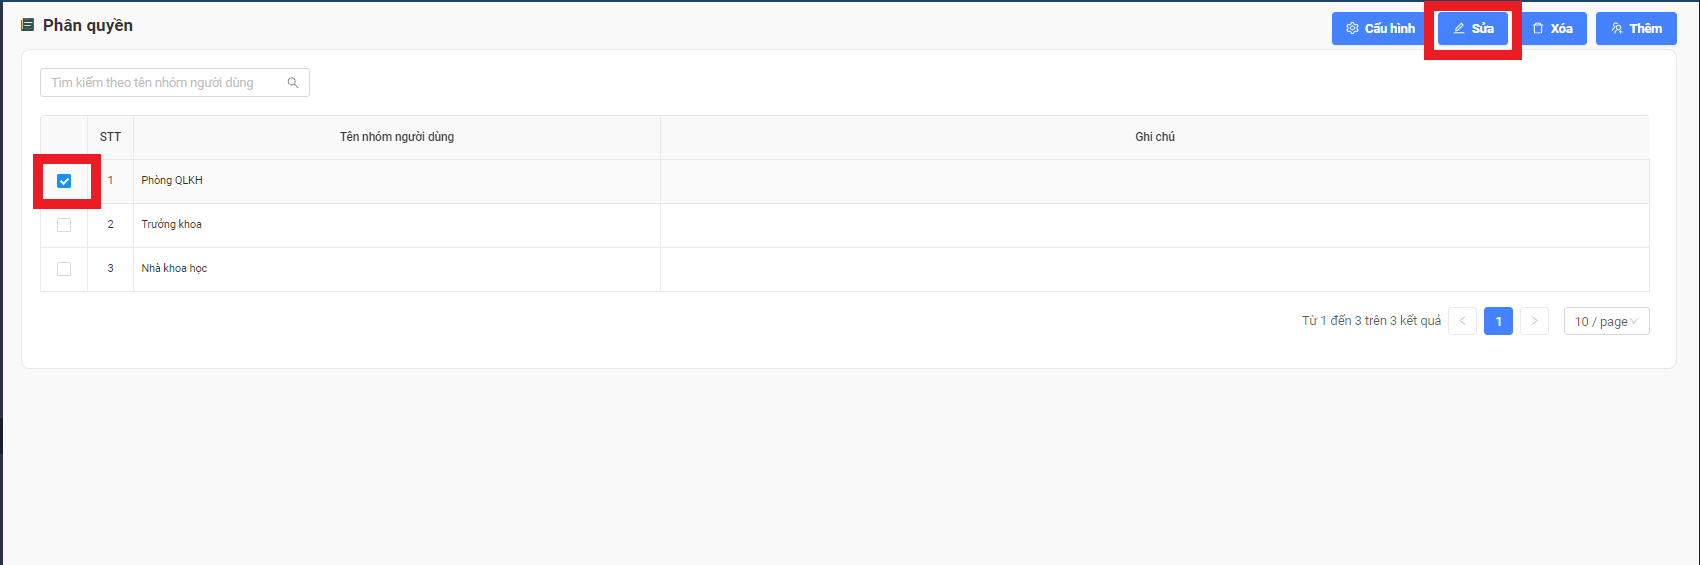 Phân quyền
Cấu hình
Sửa
Xóa
Thêm
Tìm kiếm theo tên nhóm người dùng
STT Tên nhóm người dùng Ghi chú
1 Phòng QLKH
2 Trưởng khoa
3 Nhà khoa học
Từ 1 đến 3 trên 3 kết quả < 1 > 10 / page